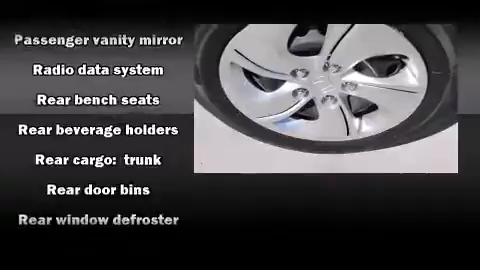 Passenger vanity mirror
Radio data system
Rear bench seats
Rear beverage holders
Rear cargo:  trunk
Rear door bins
Rear window defroster